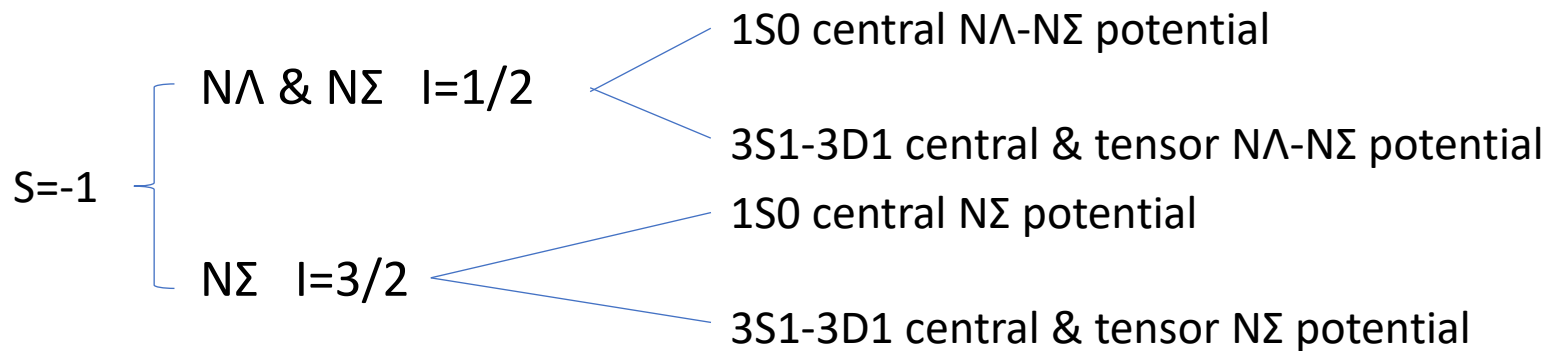 1S0 central NΛ-NΣ potential
NΛ & NΣ I=1/2
3S1-3D1 central & tensor NΛ-NΣ potential
S=-1
1S0 central NΣ potential
NΣ I=3/2
3S1-3D1 central & tensor NΣ potential